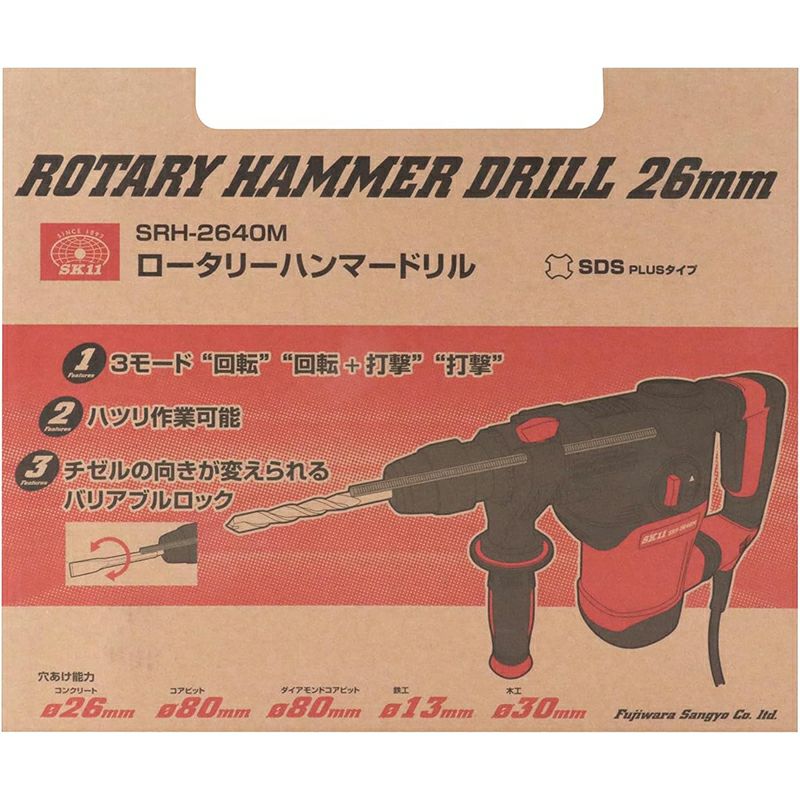 ROTARY HAMMER DRILL 26mm
SINCE 1897
SK11
SRH-2640M
ロータリーハンマードリル
SDS PLUSタイプ
1 Features 3モード “回転” “回転+打撃” “打撃”
2 Features ハツリ作業可能
3 Features チゼルの向きが変えられる
バリアブルロック
SK11 SRH-2640M
穴あけ能力
コンクリート ø26mm
コアビット ø80mm
ダイアモンドコアビット ø80mm
鉄工 ø13mm
木工 ø30mm
Fujiwara Sangyo Co. ltd.